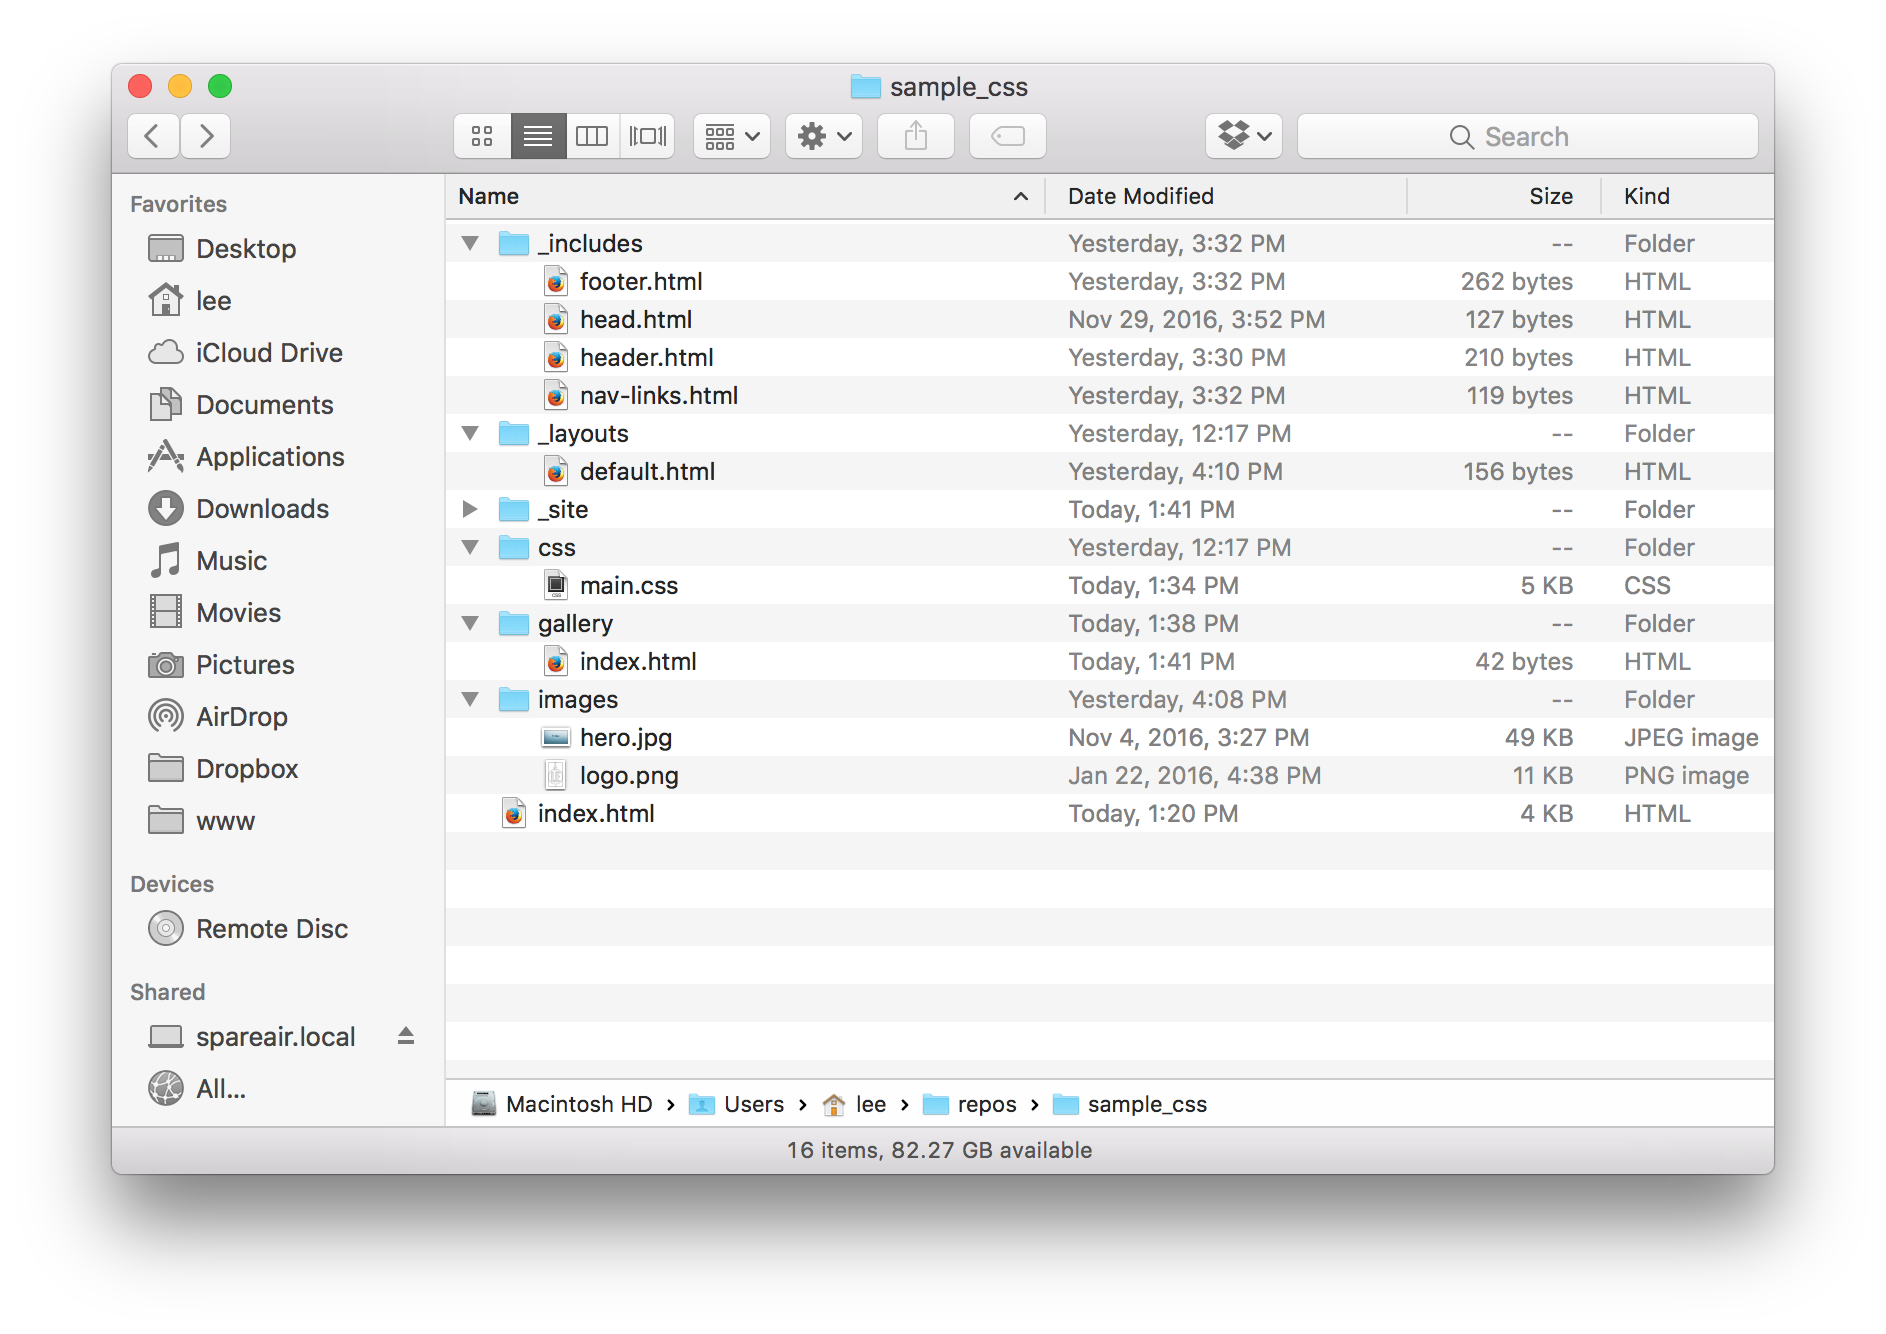 sample_css
Search
Favorites
Desktop
lee
iCloud Drive
Documents
Applications
Downloads
Music
Movies
Pictures
AirDrop
Dropbox
www
Devices
Remote Disc
Shared
spareair.local
All...
Name Date Modified Size Kind
_includes Yesterday, 3:32 PM -- Folder
footer.html Yesterday, 3:32 PM 262 bytes HTML
head.html Nov 29, 2016, 3:52 PM 127 bytes HTML
header.html Yesterday, 3:30 PM 210 bytes HTML
nav-links.html Yesterday, 3:32 PM 119 bytes HTML
_layouts Yesterday, 12:17 PM -- Folder
default.html Yesterday, 4:10 PM 156 bytes HTML
_site Today, 1:41 PM -- Folder
css Yesterday, 12:17 PM -- Folder
main.css Today, 1:34 PM 5 KB CSS
gallery Today, 1:38 PM -- Folder
index.html Today, 1:41 PM 42 bytes HTML
images Yesterday, 4:08 PM -- Folder
hero.jpg Nov 4, 2016, 3:27 PM 49 KB JPEG image
logo.png Jan 22, 2016, 4:38 PM 11 KB PNG image
index.html Today, 1:20 PM 4 KB HTML
Macintosh HD › Users › lee › repos › sample_css
16 items, 82.27 GB available